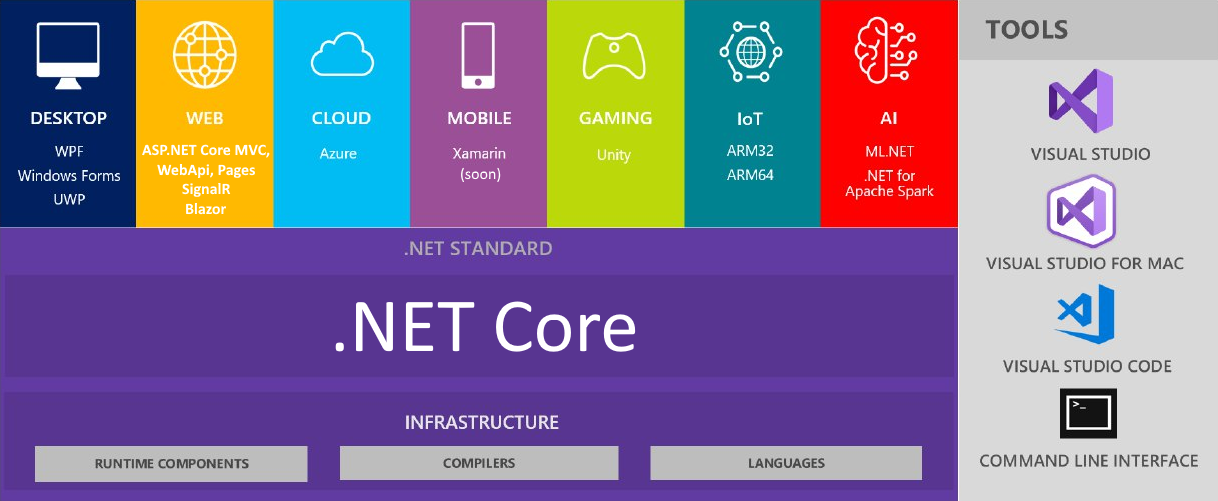 DESKTOP
WPF
Windows Forms
UWP
WEB
ASP.NET Core MVC,
WebApi, Pages
SignalR
Blazor
CLOUD
Azure
MOBILE
Xamarin
(soon)
GAMING
Unity
IoT
ARM32
ARM64
AI
ML.NET
.NET for
Apache Spark
.NET STANDARD
.NET Core
INFRASTRUCTURE
RUNTIME COMPONENTS
COMPILERS
LANGUAGES
TOOLS
VISUAL STUDIO
VISUAL STUDIO FOR MAC
VISUAL STUDIO CODE
>_
COMMAND LINE INTERFACE